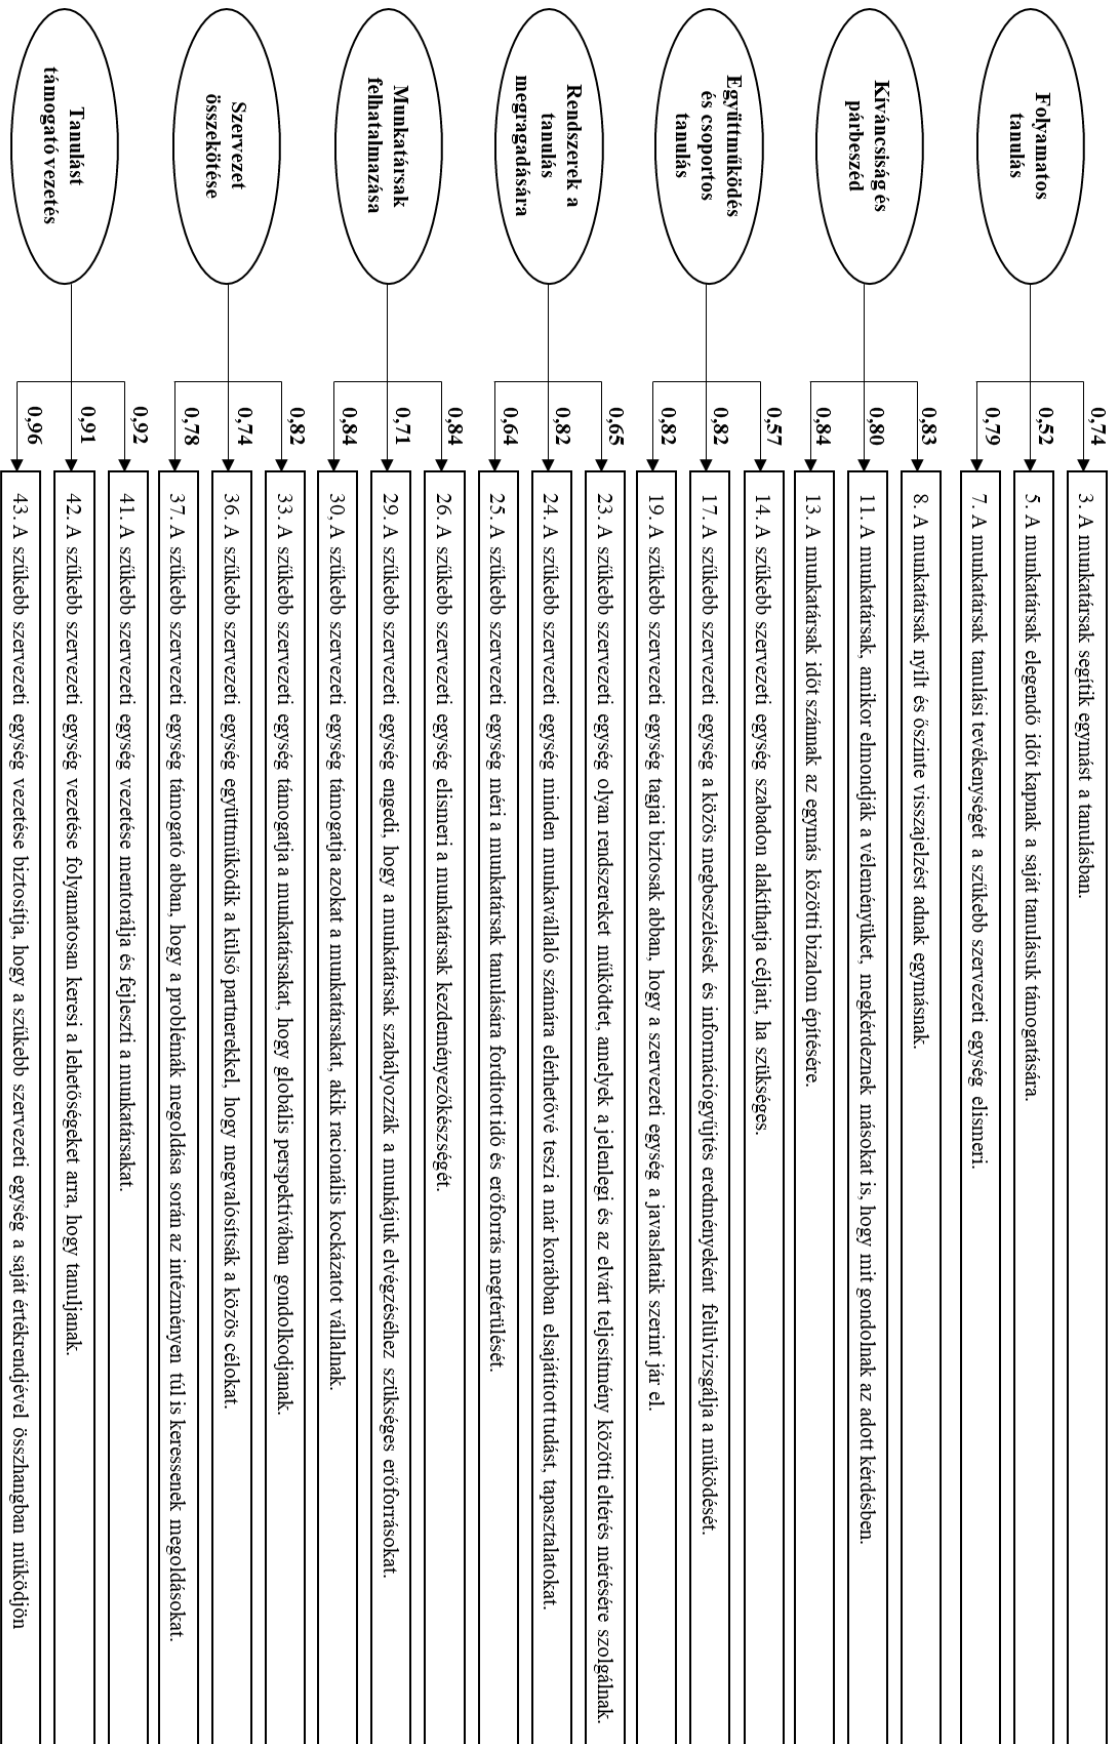 Folyamatos
tanulás
0,74
3. A munkatársak segítik egymást a tanulásban.
0,52
5. A munkatársak elegendő időt kapnak a saját tanulásuk támogatására.
0,79
7. A munkatársak tanulási tevékenységét a szűkebb szervezeti egység elismeri.
Kíváncsiság és
párbeszéd
0,83
8. A munkatársak nyílt és őszinte visszajelzést adnak egymásnak.
0,80
11. A munkatársak, amikor elmondják a véleményüket, megkérdeznek másokat is, hogy mit gondolnak az adott kérdésben.
0,84
13. A munkatársak időt szánnak az egymás közötti bizalom építésére.
Együttműködés
és csoportos
tanulás
0,57
14. A szűkebb szervezeti egység szabadon alakíthatja céljait, ha szükséges.
0,82
17. A szűkebb szervezeti egység a közös megbeszélések és információgyűjtés eredményeként felülvizsgálja a működését.
0,82
19. A szűkebb szervezeti egység tagjai biztosak abban, hogy a szervezeti egység a javaslataik szerint jár el.
Rendszerek a
tanulás
megragadására
0,65
23. A szűkebb szervezeti egység olyan rendszereket működtet, amelyek a jelenlegi és az elvárt teljesítmény közötti eltérés mérésére szolgálnak.
0,82
24. A szűkebb szervezeti egység minden munkavállaló számára elérhetővé teszi a már korábban elsajátított tudást, tapasztalatokat.
0,64
25. A szűkebb szervezeti egység méri a munkatársak tanulására fordított idő és erőforrás megtérülését.
Munkatársak
felhatalmazása
0,84
26. A szűkebb szervezeti egység elismeri a munkatársak kezdeményezőkészségét.
0,71
29. A szűkebb szervezeti egység engedi, hogy a munkatársak szabályozzák a munkájuk elvégzéséhez szükséges erőforrásokat.
0,84
30, A szűkebb szervezeti egység támogatja azokat a munkatársakat, akik racionális kockázatot vállalnak.
Szervezet
összekötése
0,82
33. A szűkebb szervezeti egység támogatja a munkatársakat, hogy globális perspektívában gondolkodjanak.
0,74
36. A szűkebb szervezeti egység együttműködik a külső partnerekkel, hogy megvalósítsák a közös célokat.
0,78
37. A szűkebb szervezeti egység támogató abban, hogy a problémák megoldása során az intézményen túl is keressenek megoldásokat.
Tanulást
támogató vezetés
0,92
41. A szűkebb szervezeti egység vezetése mentorálja és fejleszti a munkatársakat.
0,91
42. A szűkebb szervezeti egység vezetése folyamatosan keresi a lehetőségeket arra, hogy tanuljanak.
0,96
43. A szűkebb szervezeti egység vezetése biztosítja, hogy a szűkebb szervezeti egység a saját értékrendjével összhangban működjön